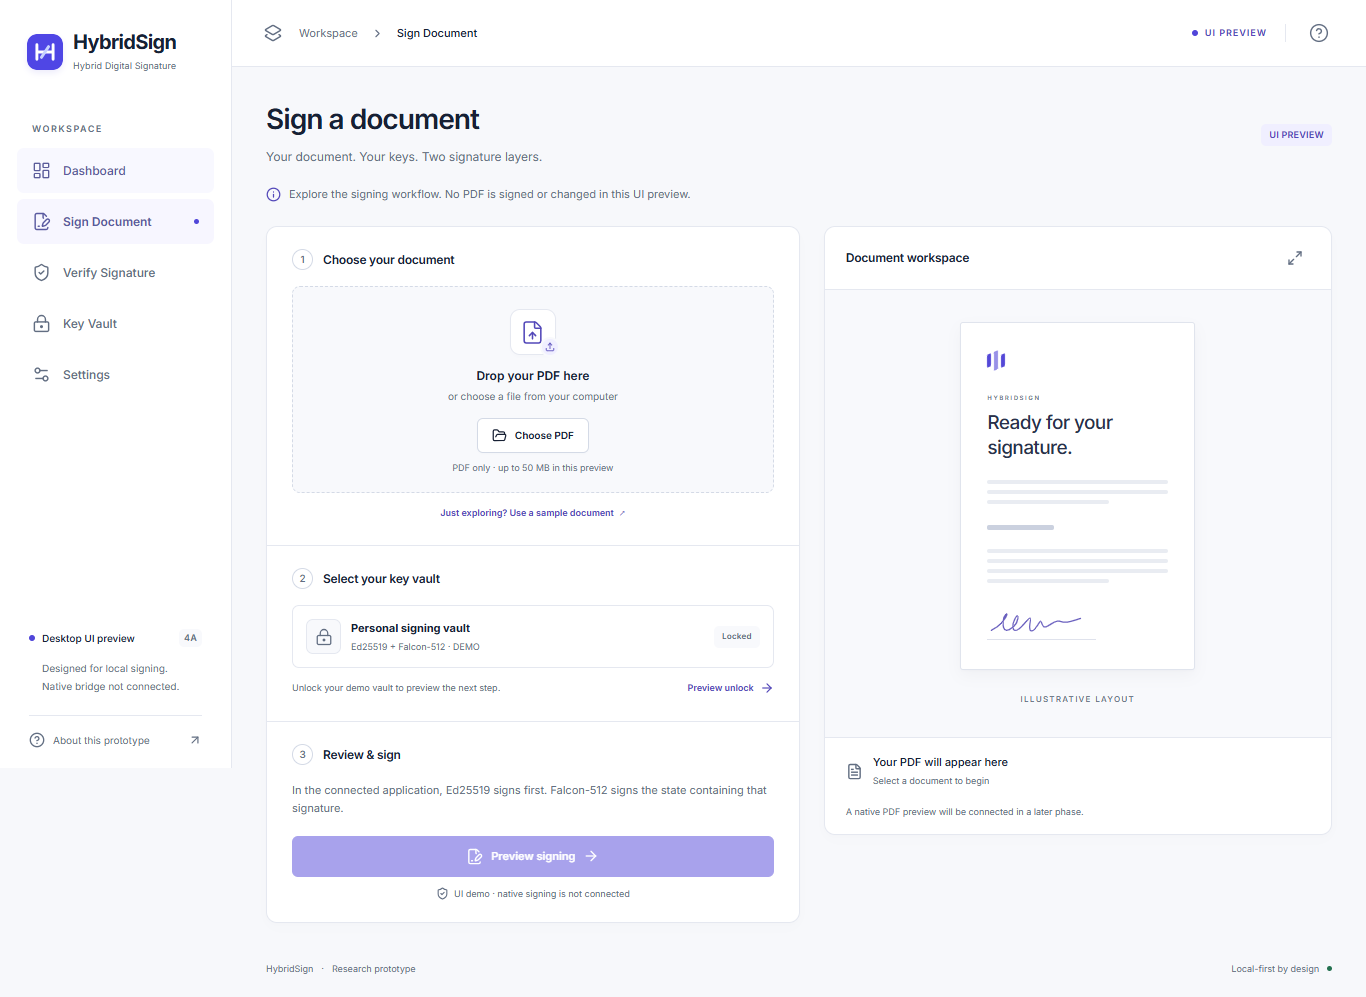 HybridSign
Hybrid Digital Signature
WORKSPACE
Dashboard
Sign Document
Verify Signature
Key Vault
Settings
Desktop UI preview
4A
Designed for local signing.
Native bridge not connected.
About this prototype
Workspace
Sign Document
UI PREVIEW
Sign a document
Your document. Your keys. Two signature layers.
UI PREVIEW
Explore the signing workflow. No PDF is signed or changed in this UI preview.
1
Choose your document
Drop your PDF here
or choose a file from your computer
Choose PDF
PDF only · up to 50 MB in this preview
Just exploring? Use a sample document ↗
2
Select your key vault
Personal signing vault
Ed25519 + Falcon-512 · DEMO
Locked
Unlock your demo vault to preview the next step.
Preview unlock
3
Review & sign
In the connected application, Ed25519 signs first. Falcon-512 signs the state containing that
signature.
Preview signing
UI demo · native signing is not connected
Document workspace
HYBRIDSIGN
Ready for your
signature.
ILLUSTRATIVE LAYOUT
Your PDF will appear here
Select a document to begin
A native PDF preview will be connected in a later phase.
HybridSign · Research prototype
Local-first by design